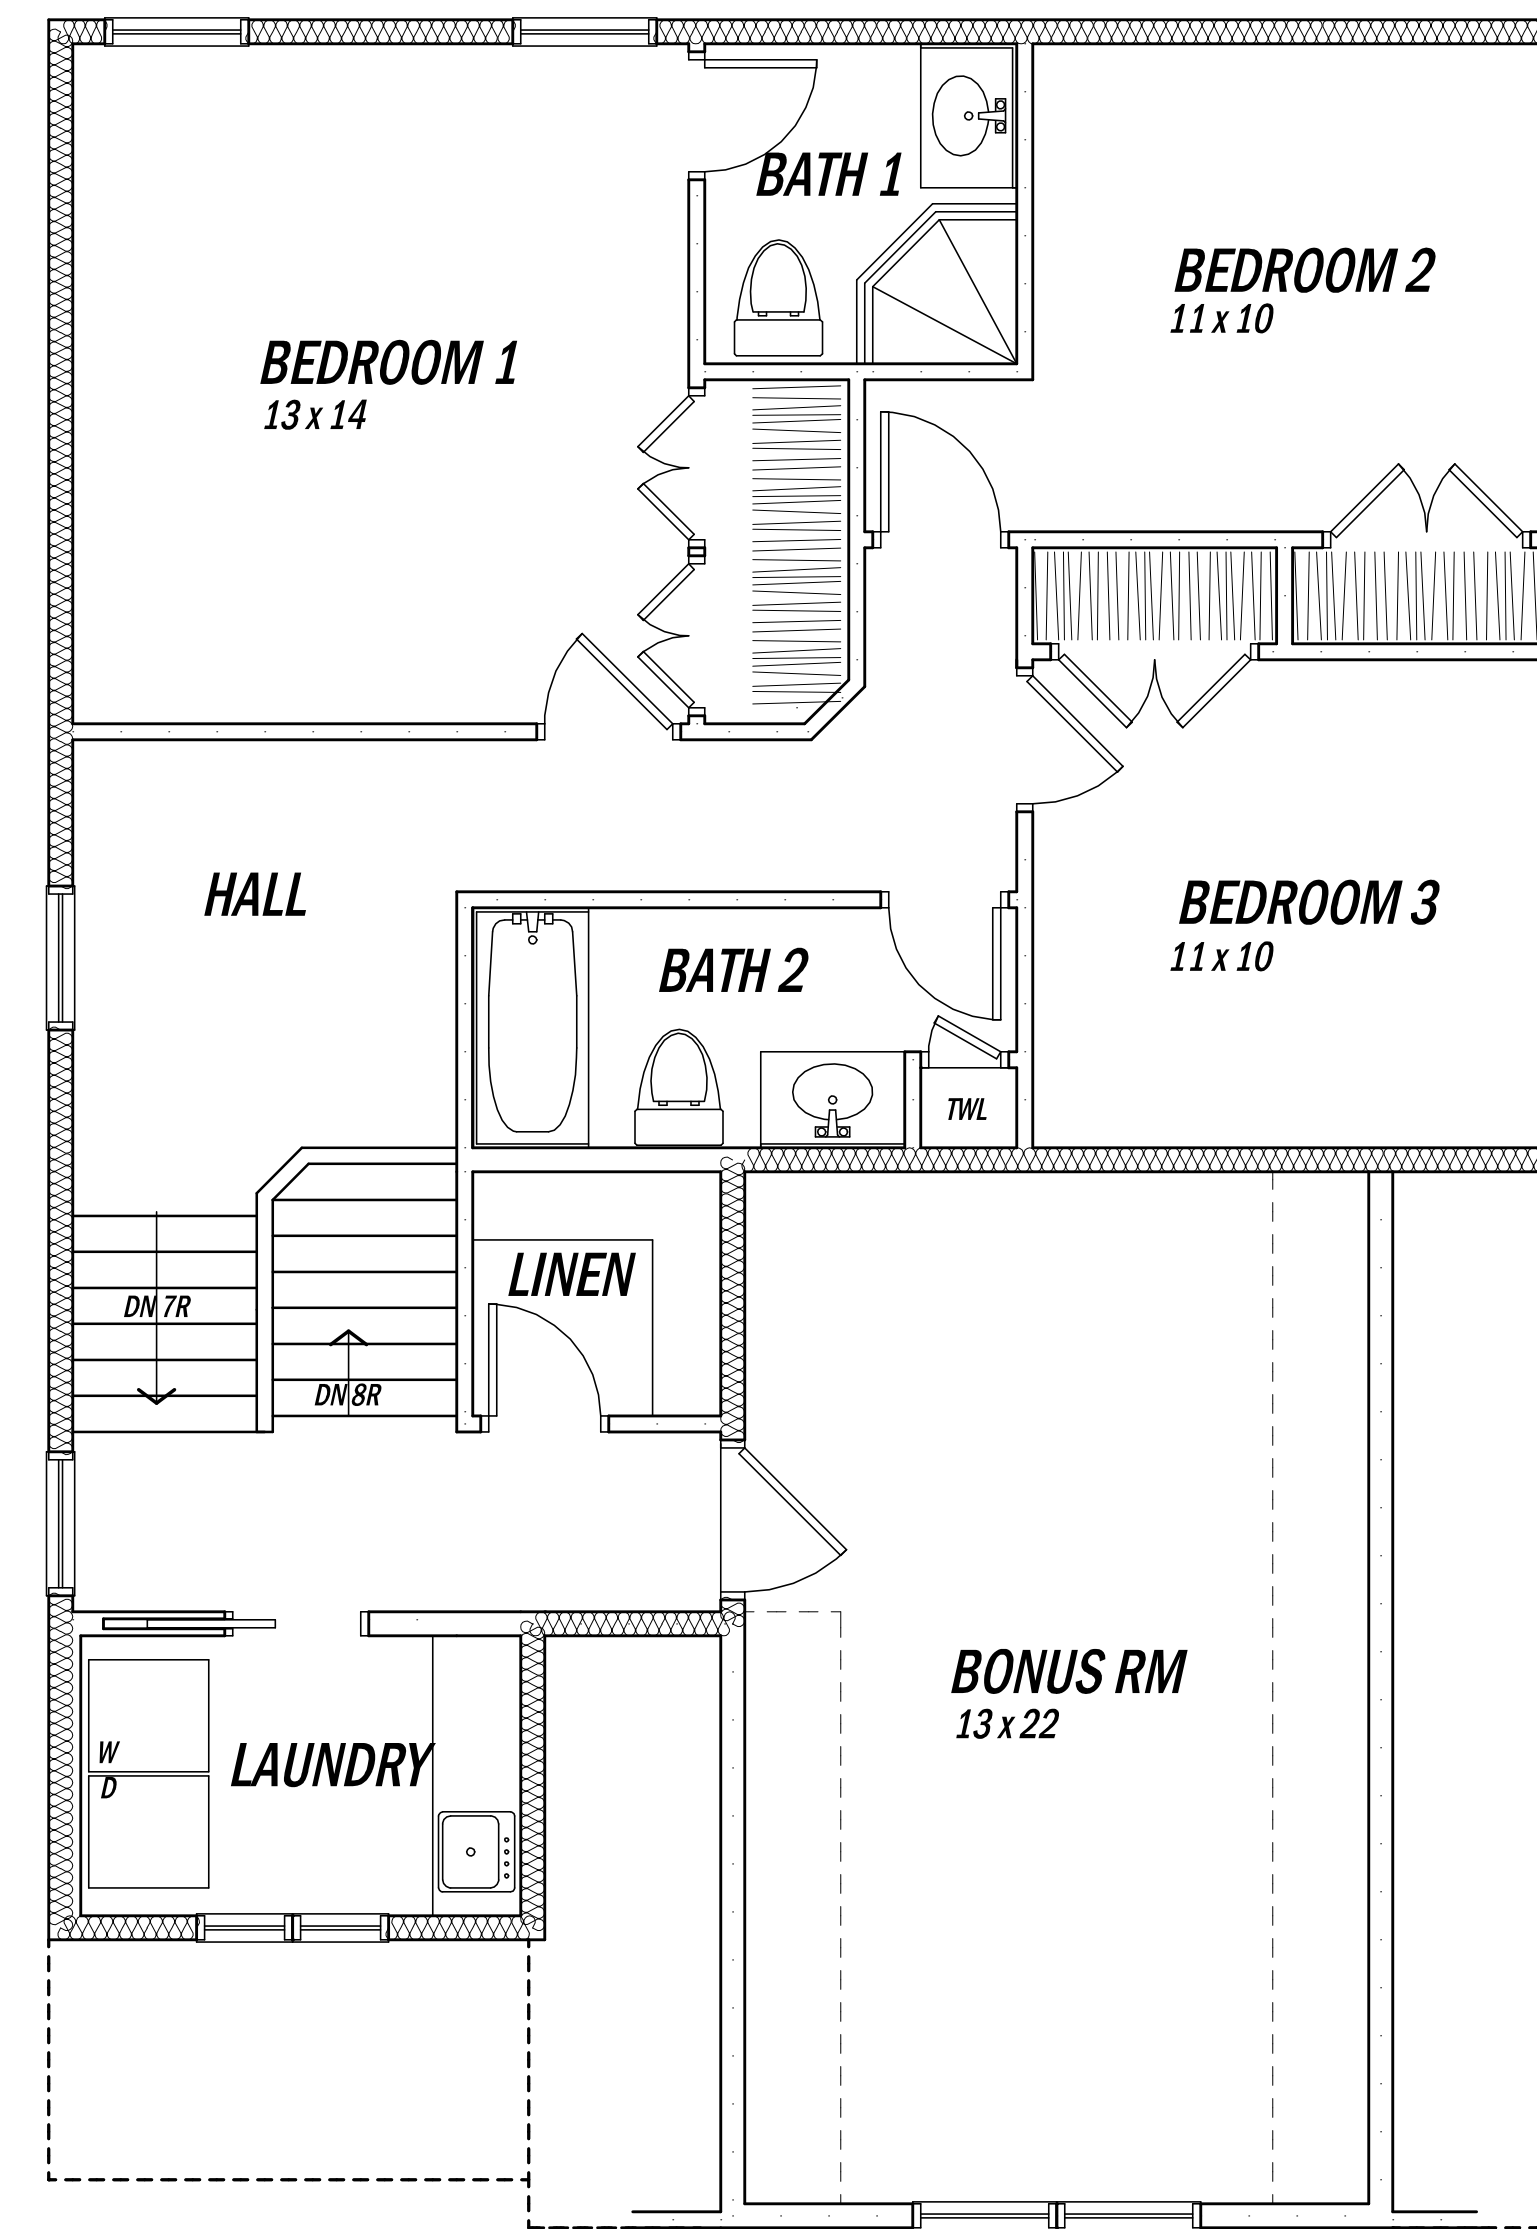 BATH 1
BEDROOM 2
11 x 10
BEDROOM 1
13 x 14
HALL
BEDROOM 3
11 x 10
BATH 2
TWL
LINEN
DN 7R
DN 8R
BONUS RM
13 x 22
LAUNDRY
W
D